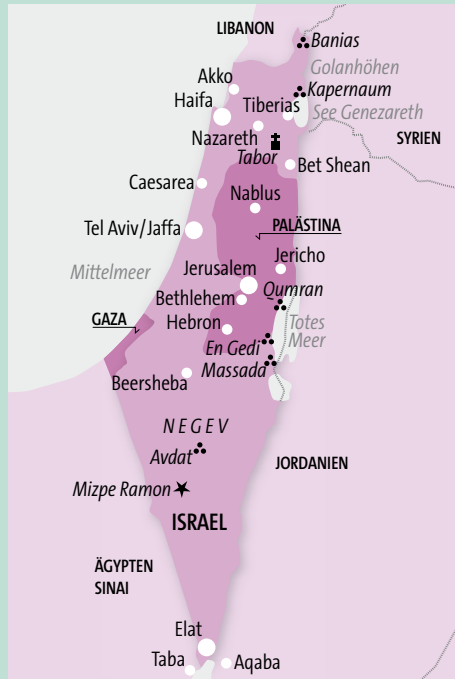 LIBANON
Banias
Golanhöhen
Akko
Kapernaum
Haifa
Tiberias
See Genezareth
Nazareth
SYRIEN
Tabor
Bet Shean
Caesarea
Nablus
Tel Aviv/Jaffa
PALÄSTINA
Jericho
Mittelmeer
Jerusalem
Qumran
Bethlehem
GAZA
Hebron
Totes
Meer
En Gedi
Massada
Beersheba
NEGEV
Avdat
JORDANIEN
Mizpe Ramon
ISRAEL
ÄGYPTEN
SINAI
Elat
Taba
Aqaba